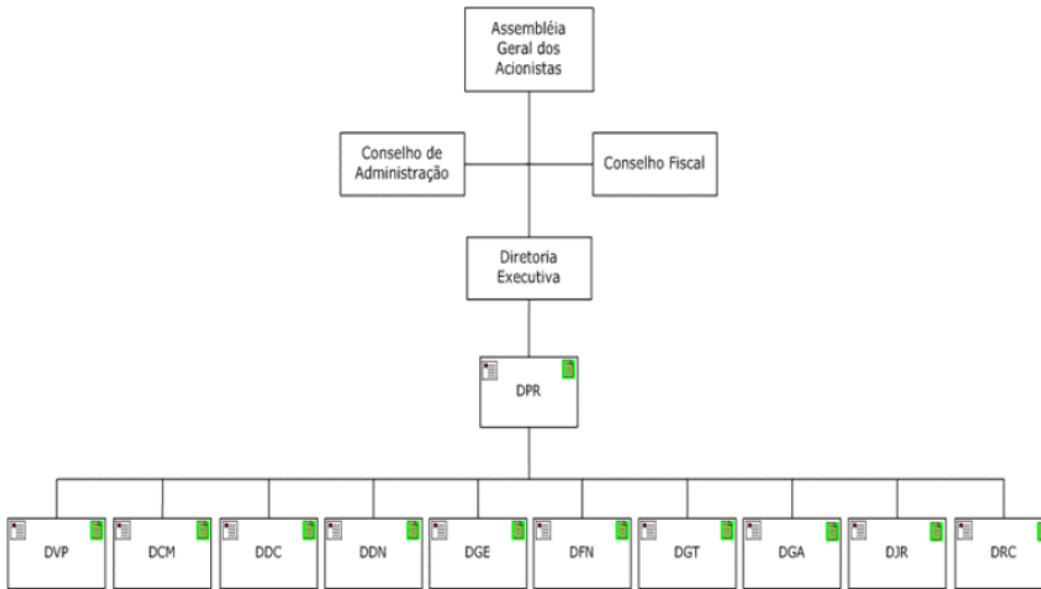 Assembléia
Geral dos
Acionistas
Conselho de
Administração
Conselho Fiscal
Diretoria
Executiva
DPR
DVP
DCM
DDC
DDN
DGE
DFN
DGT
DGA
DJR
DRC